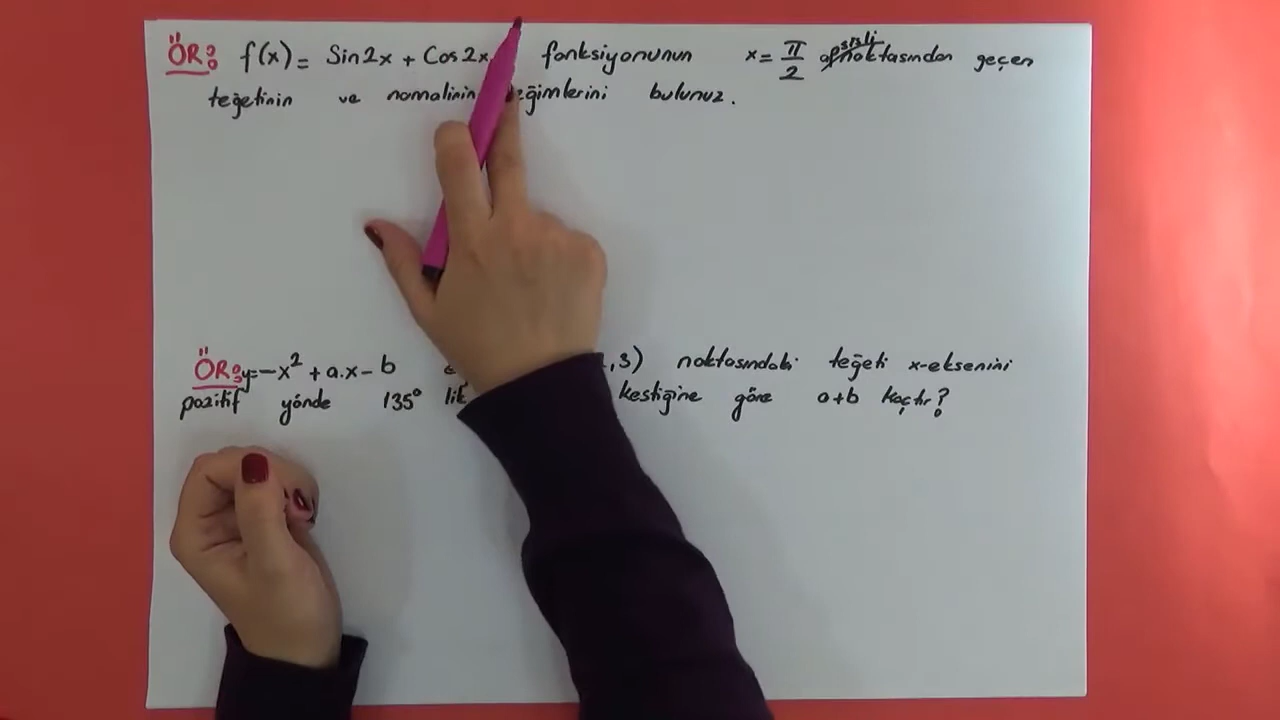 ÖR: f(x) = Sin2x + Cos2x fonksiyonunun x = π/2 apsisli noktasından geçen
teğetinin ve normalinin eğimlerini bulunuz.
ÖR: y=-x² + a.x - b ,3) noktasındaki teğeti x-eksenini
pozitif yönde 135° lik kestiğine göre a+b kaçtır?